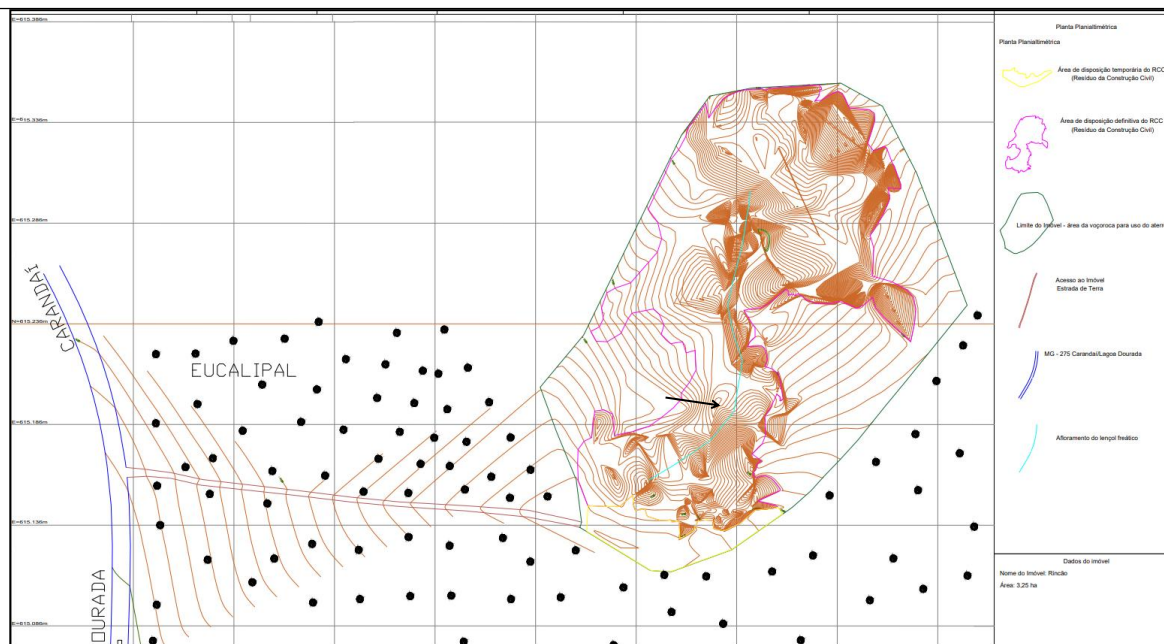 E=615.386m
E=615.336m
E=615.286m
N=615.236m
E=615.186m
E=615.136m
E=615.086m
CARANDAÍ
EUCALIPAL
DOURADA
Planta Planialtimétrica
Planta Planialtimétrica
Área de disposição temporária do RCC
(Resíduo da Construção Civil)
Área de disposição definitiva do RCC
(Resíduo da Construção Civil)
Limite do Imóvel - área da voçoroca para uso do aterr
Acesso ao Imóvel
Estrada de Terra
MG - 275 Carandaí/Lagoa Dourada
Afloramento do lençol freático
Dados do imóvel
Nome do Imóvel: Rincão
Área: 3,25 ha